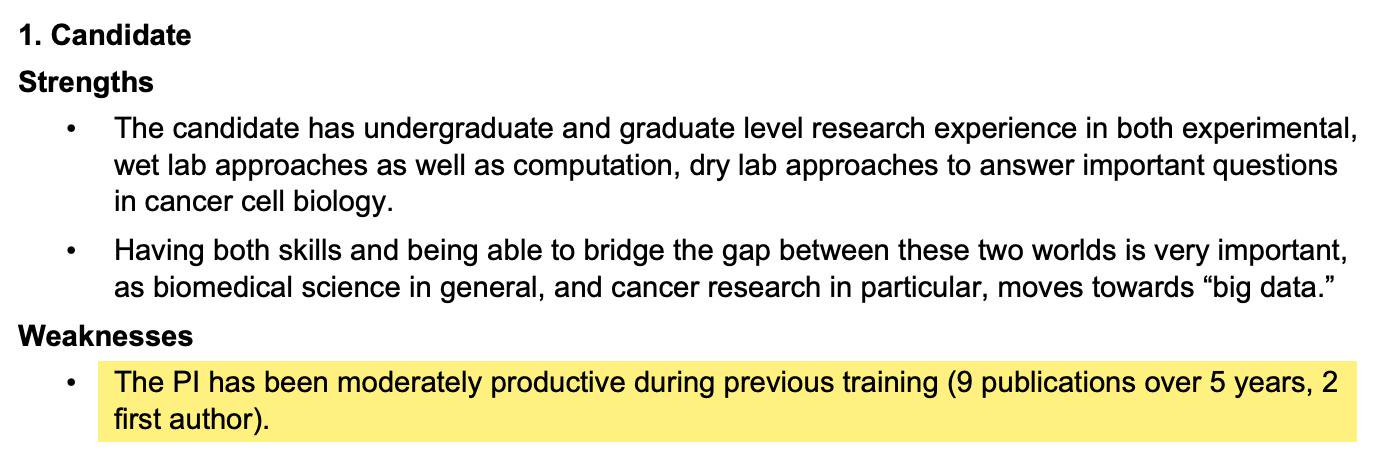 1. Candidate
Strengths
• The candidate has undergraduate and graduate level research experience in both experimental,
wet lab approaches as well as computation, dry lab approaches to answer important questions
in cancer cell biology.
• Having both skills and being able to bridge the gap between these two worlds is very important,
as biomedical science in general, and cancer research in particular, moves towards “big data.”
Weaknesses
• The PI has been moderately productive during previous training (9 publications over 5 years, 2
first author).